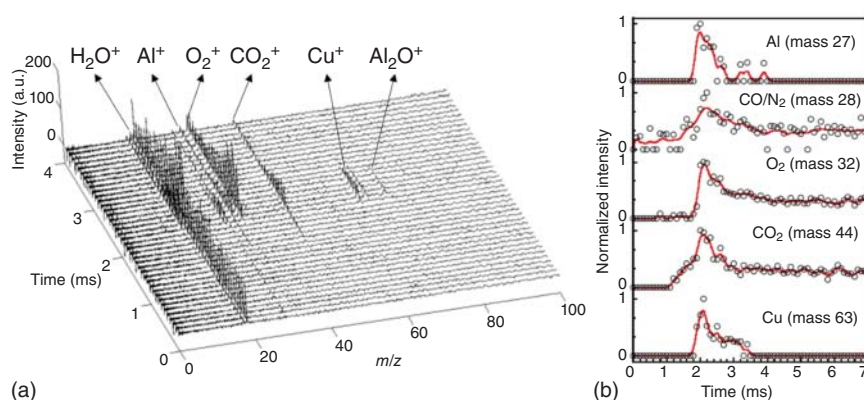 H₂O⁺ Al⁺ O₂⁺ CO₂⁺ Cu⁺ Al₂O⁺
Intensity (a.u.)
200
100
0
4
3
2
1
0
Time (ms)
0
20
40
60
80
100
m/z
(a)
Normalized intensity
1
0
Al (mass 27)
1
0
CO/N₂ (mass 28)
1
0
O₂ (mass 32)
1
0
CO₂ (mass 44)
1
0
Cu (mass 63)
0 1 2 3 4 5 6 7
Time (ms)
(b)